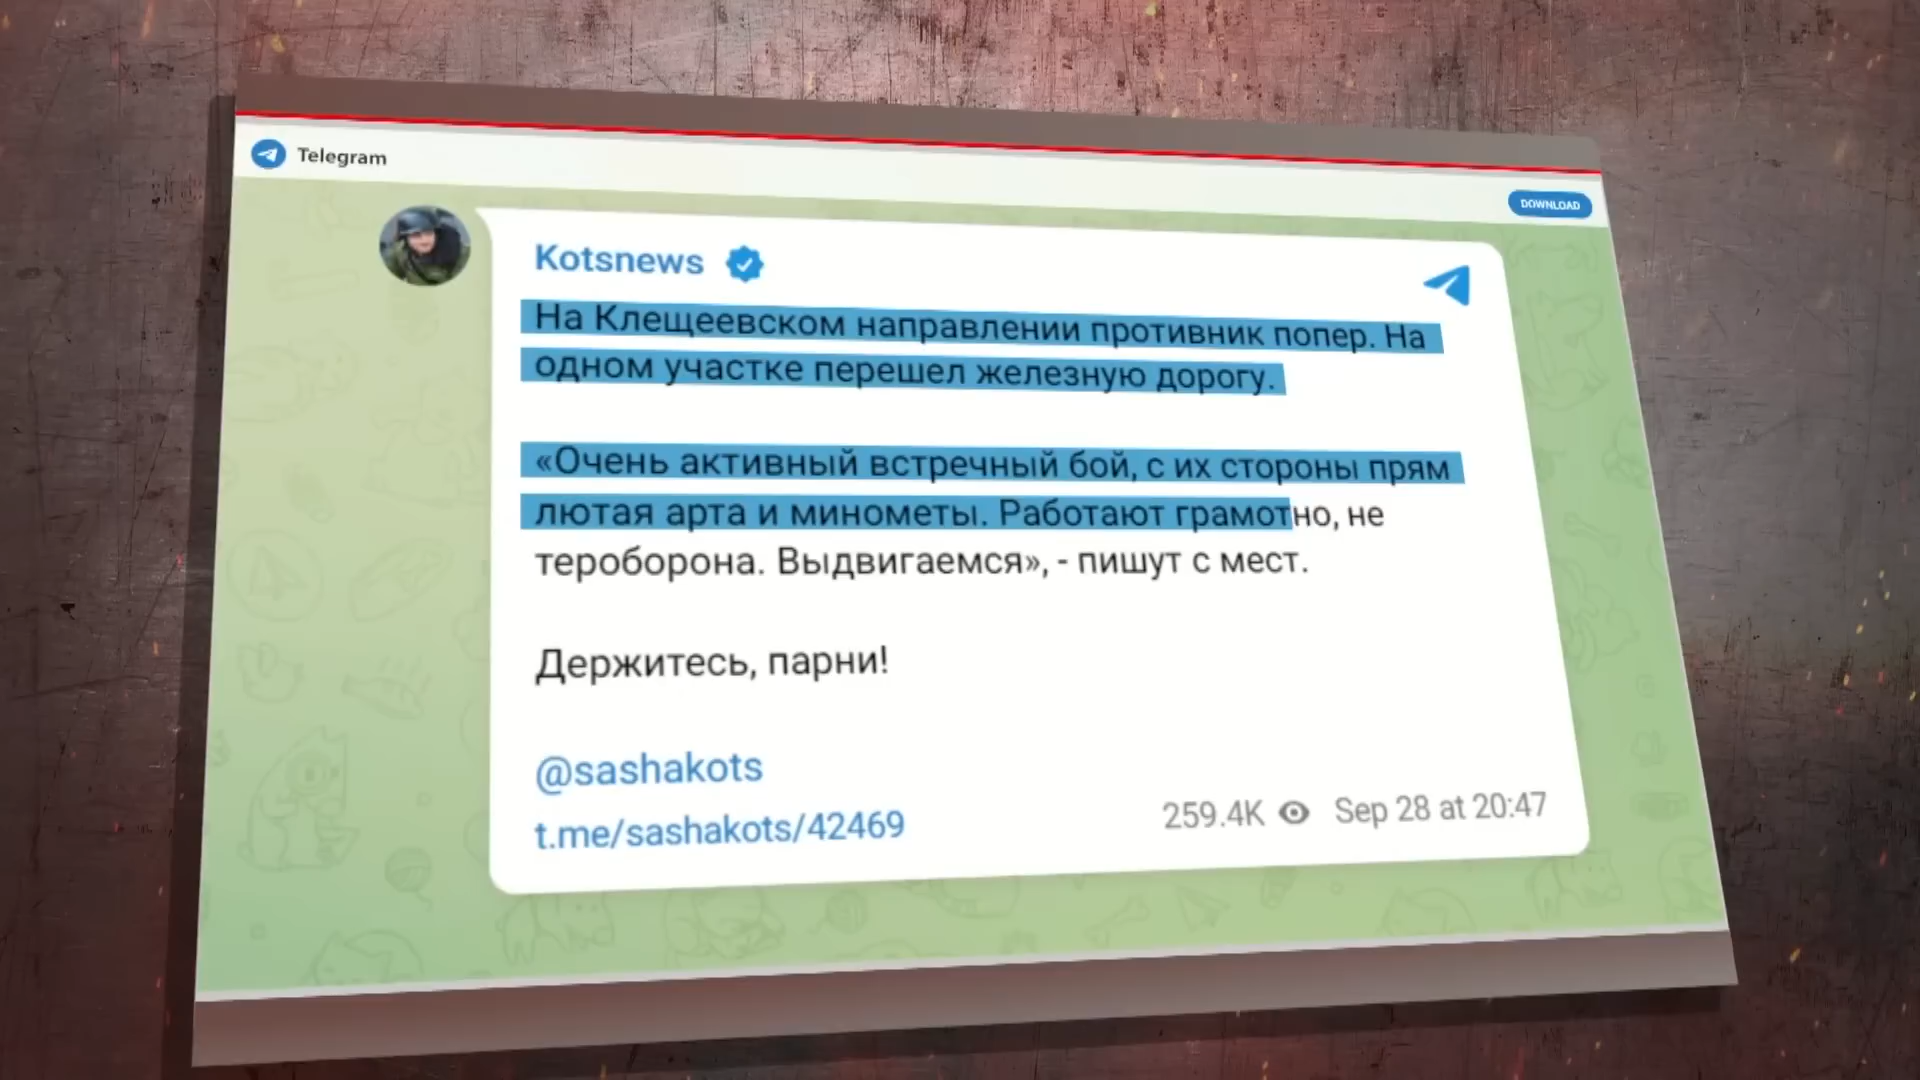 Telegram
DOWNLOAD
Kotsnews
На Клещеевском направлении противник попер. На
одном участке перешел железную дорогу.
«Очень активный встречный бой, с их стороны прям
лютая арта и минометы. Работают грамотно, не
тероборона. Выдвигаемся», - пишут с мест.
Держитесь, парни!
@sashakots
t.me/sashakots/42469
259.4K Sep 28 at 20:47